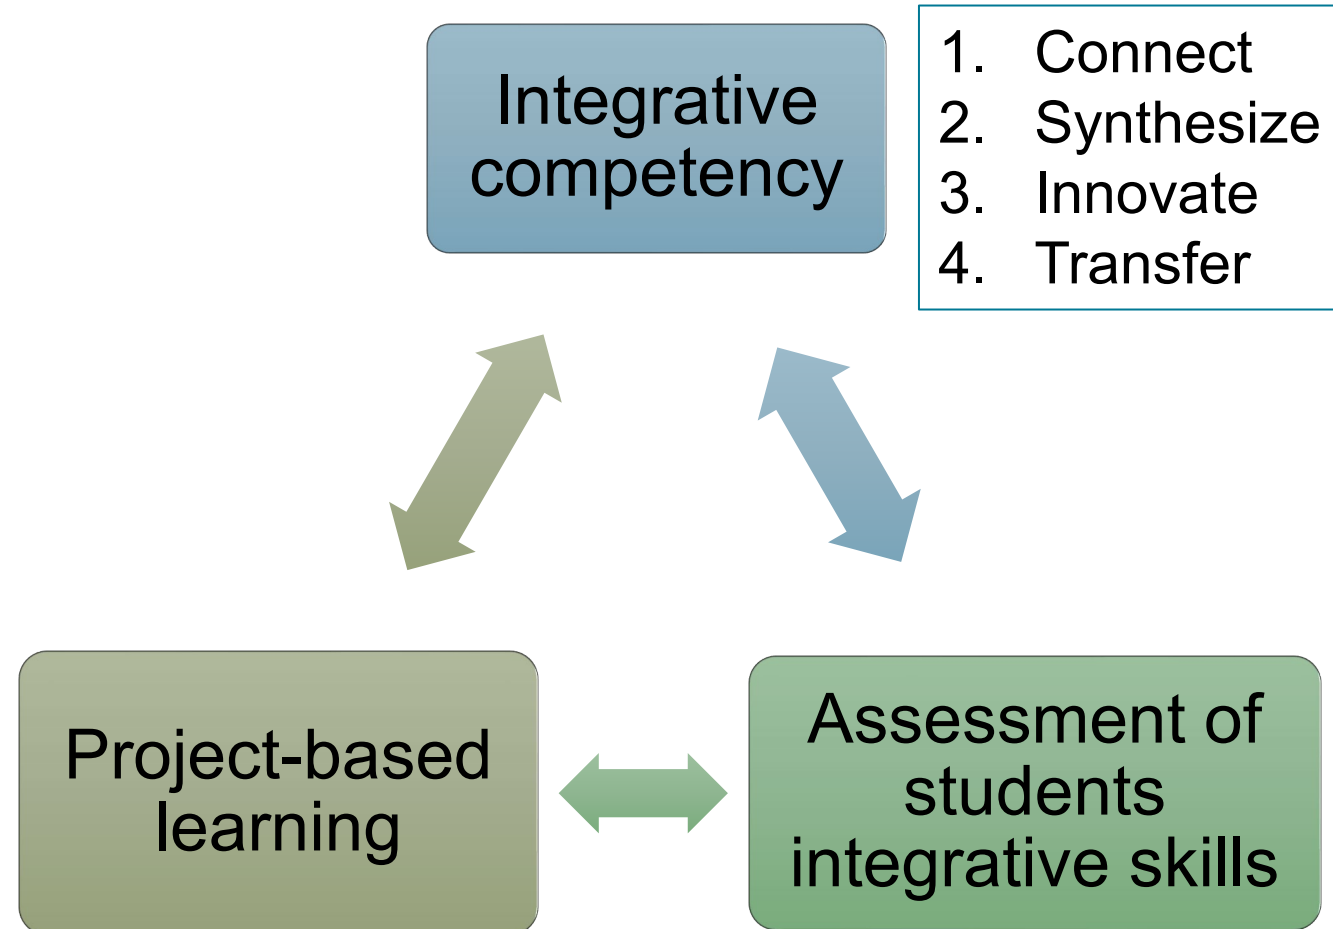 Integrative
competency
1. Connect
2. Synthesize
3. Innovate
4. Transfer
Project-based
learning
Assessment of
students
integrative skills